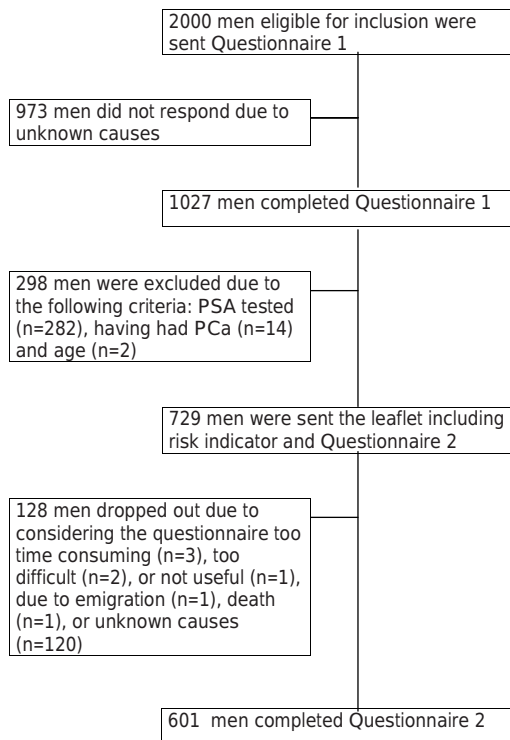 2000 men eligible for inclusion were
sent Questionnaire 1
973 men did not respond due to
unknown causes
1027 men completed Questionnaire 1
298 men were excluded due to
the following criteria: PSA tested
(n=282), having had PCa (n=14)
and age (n=2)
729 men were sent the leaflet including
risk indicator and Questionnaire 2
128 men dropped out due to
considering the questionnaire too
time consuming (n=3), too
difficult (n=2), or not useful (n=1),
due to emigration (n=1), death
(n=1), or unknown causes
(n=120)
601 men completed Questionnaire 2